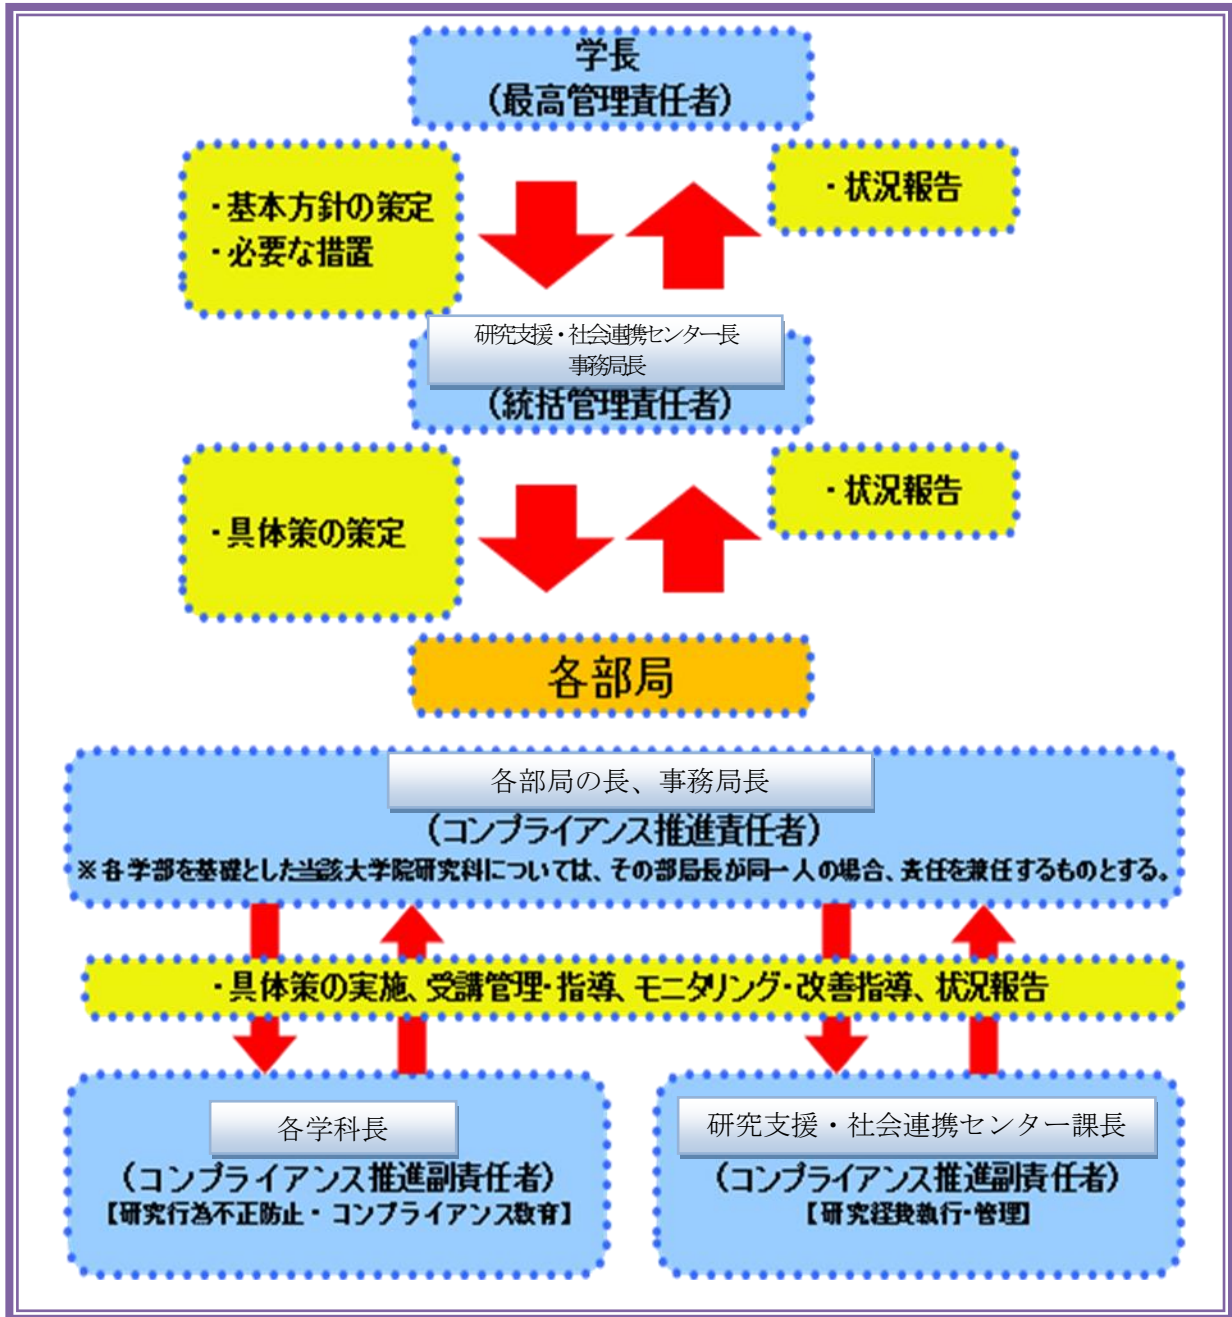 学長
（最高管理責任者）
・基本方針の策定
・必要な措置
・状況報告
研究支援・社会連携センター長
事務局長
（統括管理責任者）
・具体策の策定
・状況報告
各部局
各部局の長、事務局長
（コンプライアンス推進責任者）
※各学部を基礎とした当該大学院研究科については、その部局長が同一人の場合、責任を兼任するものとする。
・具体策の実施、受講管理・指導、モニタリング・改善指導、状況報告
各学科長
（コンプライアンス推進副責任者）
【研究行為不正防止・コンプライアンス教育】
研究支援・社会連携センター課長
（コンプライアンス推進副責任者）
【研究経費執行・管理】